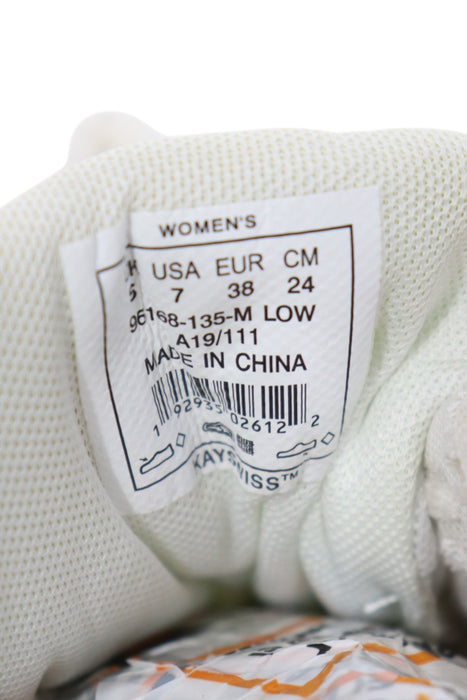 WOMEN'S
USA EUR CM
5 7 38 24
96168-135-M LOW
A19/111
MADE IN CHINA
1 92935 02612 2
KAYSWISS™